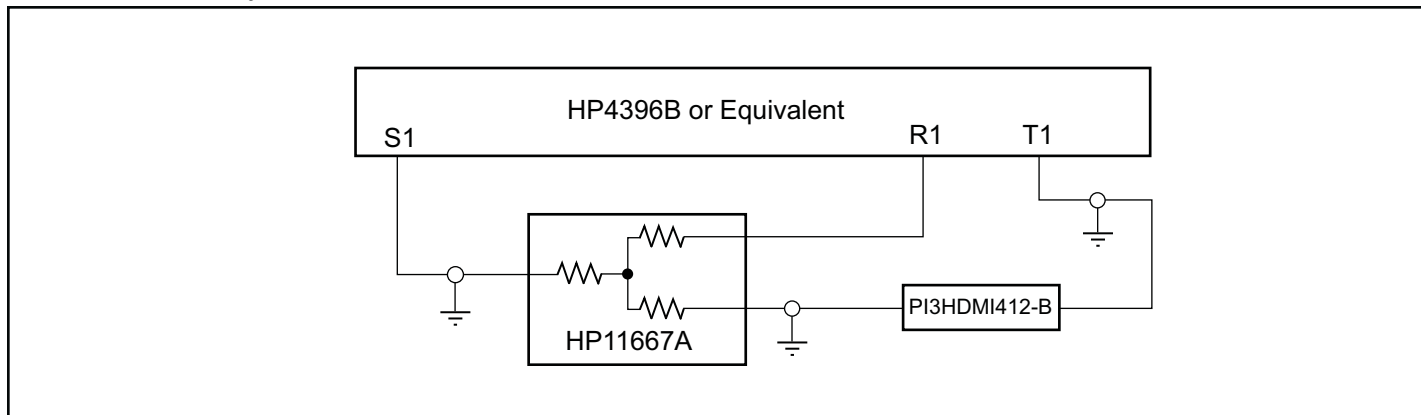 HP4396B or Equivalent
S1
R1
T1
PI3HDMI412-B
HP11667A